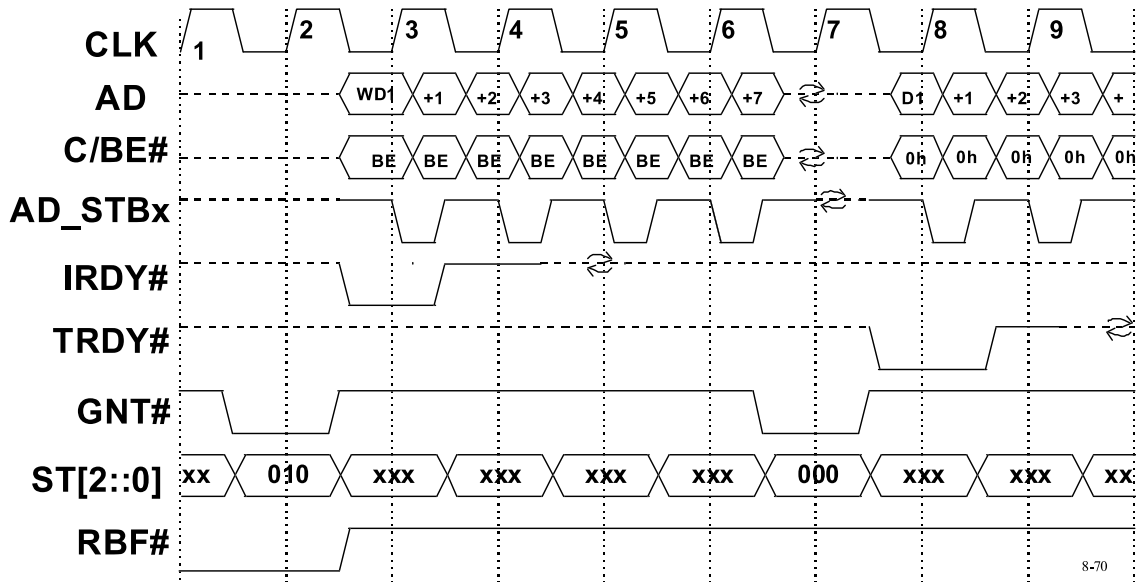 CLK 1 2 3 4 5 6 7 8 9
AD WD1 +1 +2 +3 +4 +5 +6 +7 D1 +1 +2 +3 +
C/BE# BE BE BE BE BE BE BE BE 0h 0h 0h 0h 0h
AD_STBx
IRDY#
TRDY#
GNT#
ST[2::0] xx 010 xxx xxx xxx xxx 000 xxx xxx xx
RBF#
8-70